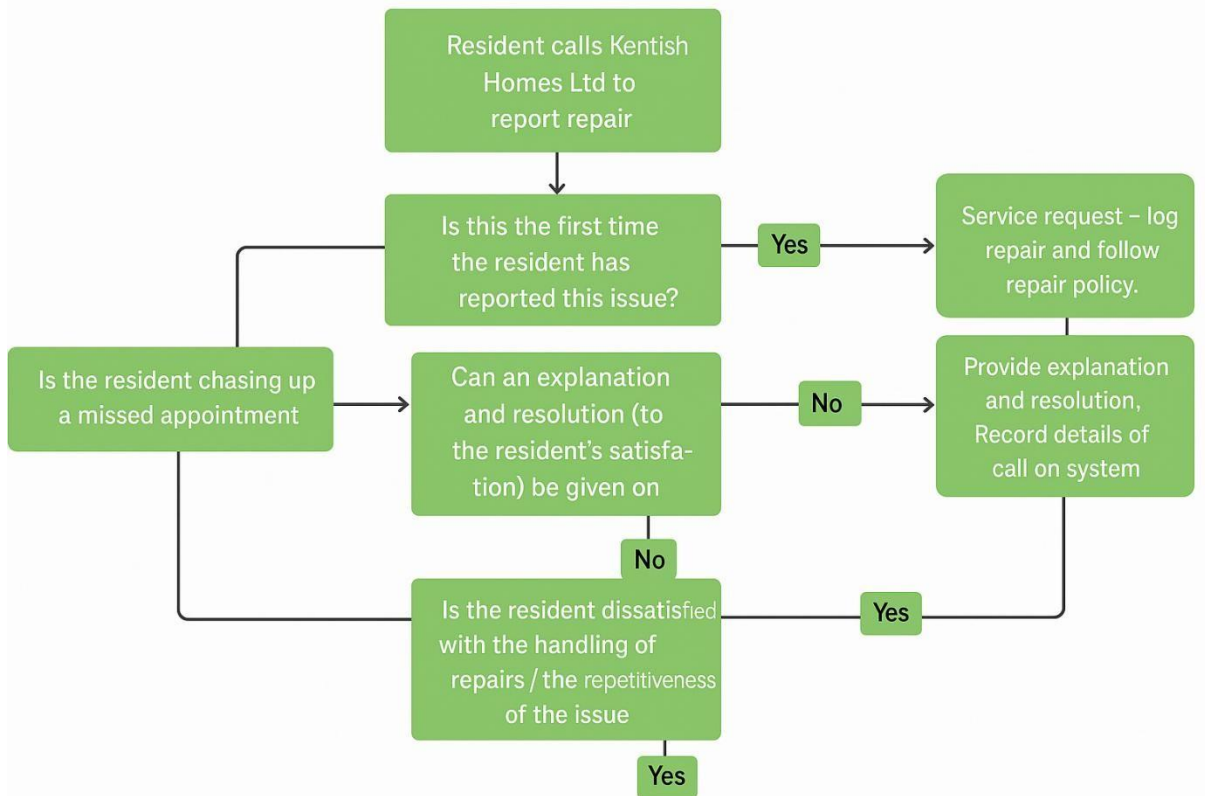 Resident calls Kentish
Homes Ltd to
report repair
Is this the first time
the resident has
reported this issue?
Yes
Service request – log
repair and follow
repair policy.
Is the resident chasing up
a missed appointment
Can an explanation
and resolution (to
the resident’s satisfa-
tion) be given on
No
Provide explanation
and resolution,
Record details of
call on system
No
Is the resident dissatisfied
with the handling of
repairs / the repetitiveness
of the issue
Yes
Yes